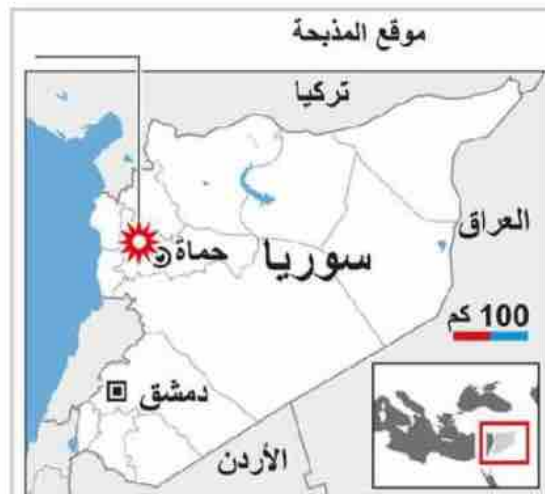 موقع المذبحة
تركيا
العراق
سوريا
حماة
100 كم
دمشق
الأردن